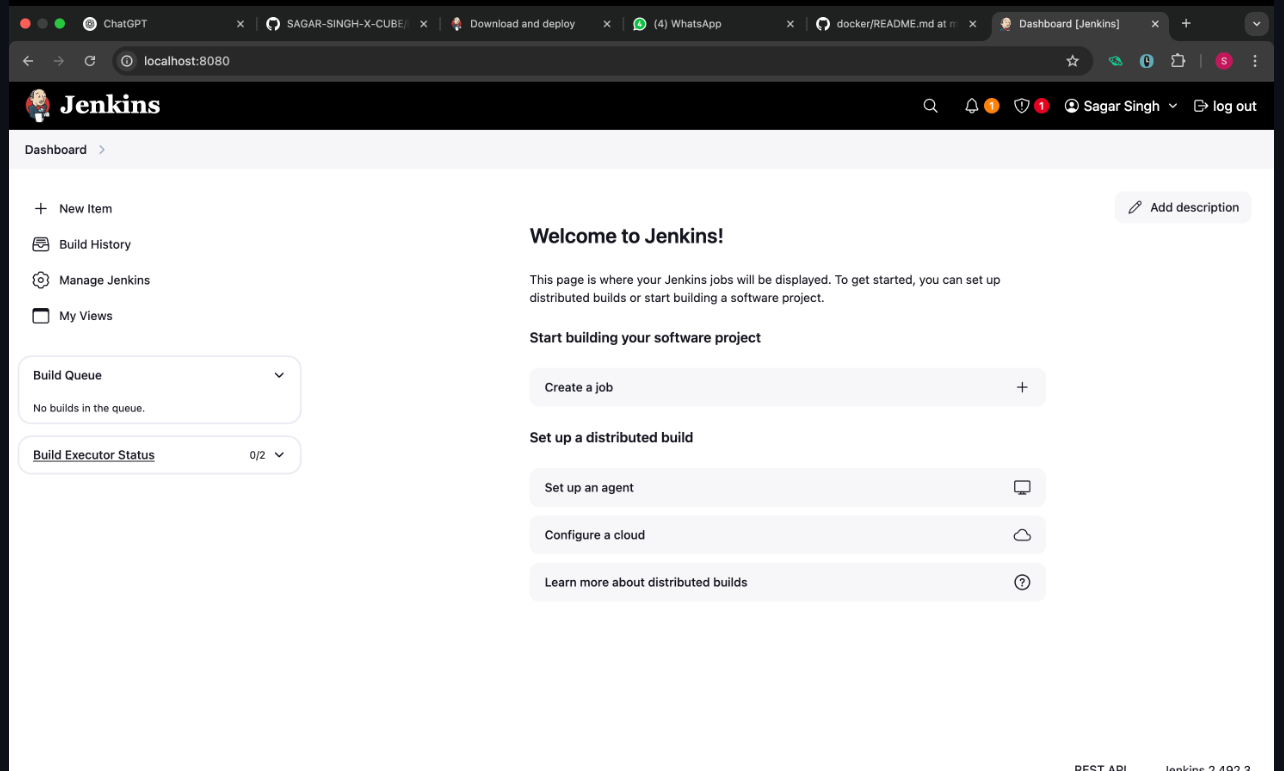 ChatGPT
SAGAR-SINGH-X-CUBE/
Download and deploy
(4) WhatsApp
docker/README.md at m
Dashboard [Jenkins]
localhost:8080
S
Jenkins
1
1
Sagar Singh
log out
Dashboard
New Item
Build History
Manage Jenkins
My Views
Build Queue
No builds in the queue.
Build Executor Status
0/2
Add description
Welcome to Jenkins!
This page is where your Jenkins jobs will be displayed. To get started, you can set up
distributed builds or start building a software project.
Start building your software project
Create a job
Set up a distributed build
Set up an agent
Configure a cloud
Learn more about distributed builds
REST API
Jenkins 2.492.3